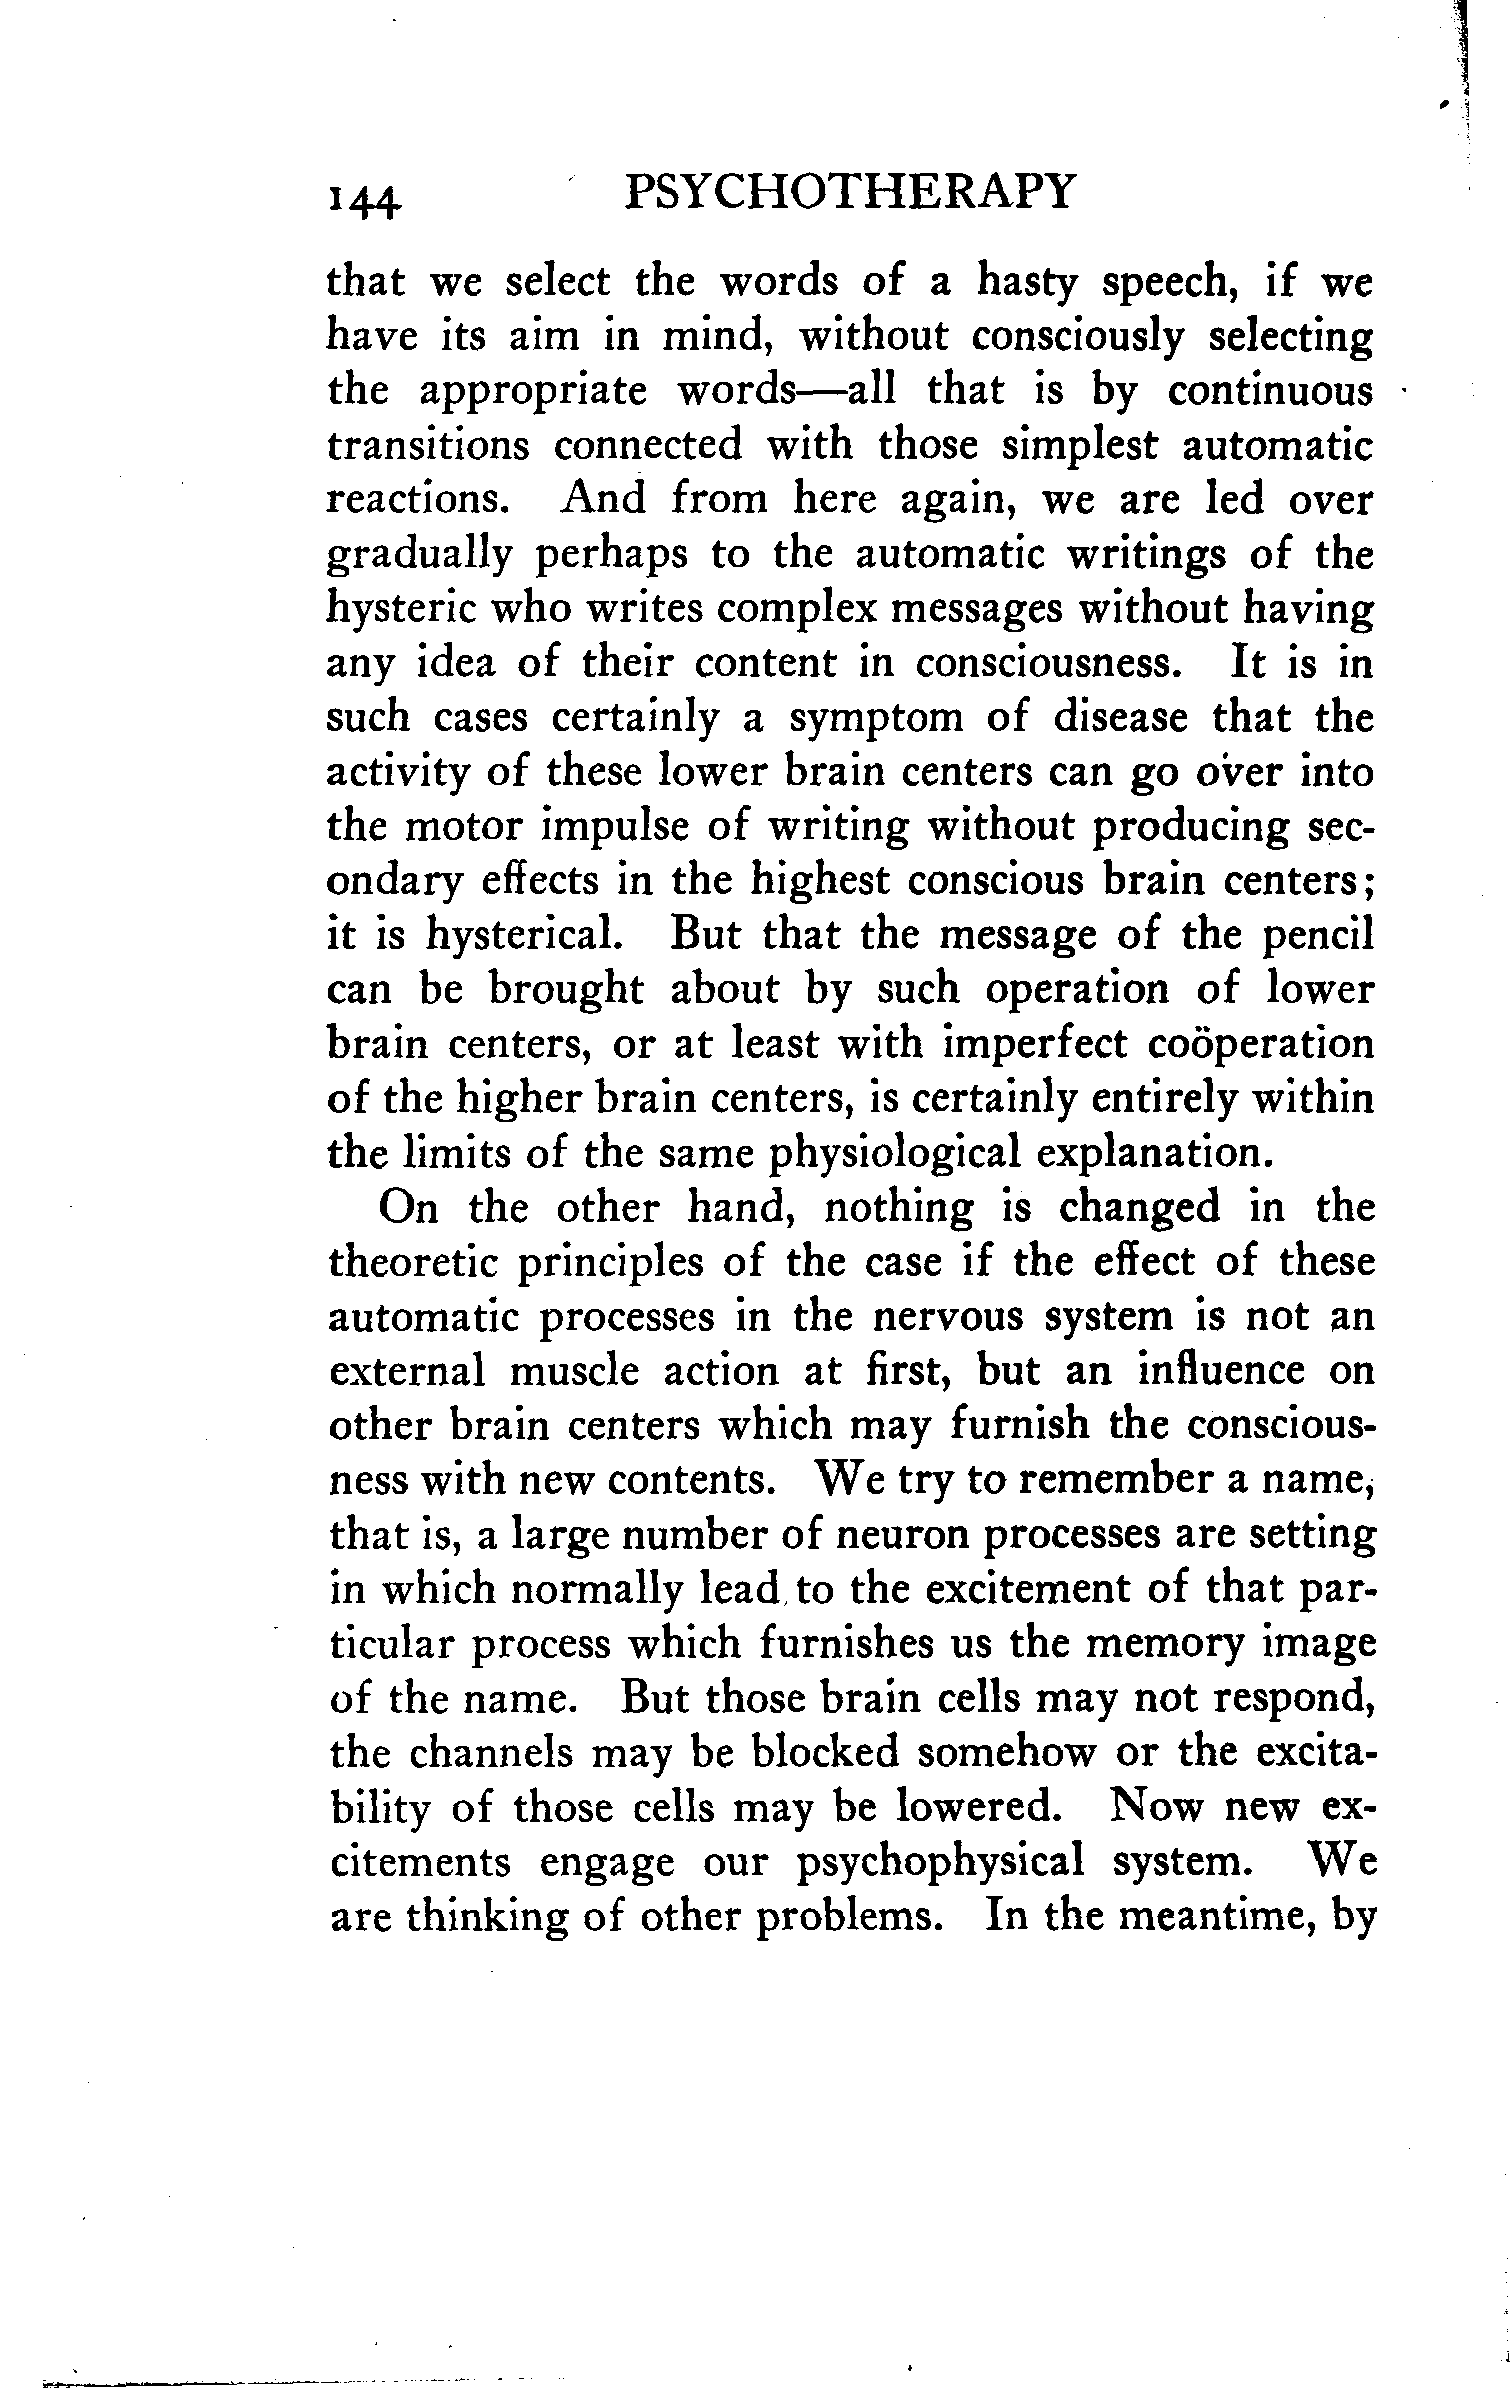 144 PSYCHOTHERAPY
that we select the words of a hasty speech, if we
have its aim in mind, without consciously selecting
the appropriate words—all that is by continuous
transitions connected with those simplest automatic
reactions. And from here again, we are led over
gradually perhaps to the automatic writings of the
hysteric who writes complex messages without having
any idea of their content in consciousness. It is in
such cases certainly a symptom of disease that the
activity of these lower brain centers can go over into
the motor impulse of writing without producing sec-
ondary effects in the highest conscious brain centers;
it is hysterical. But that the message of the pencil
can be brought about by such operation of lower
brain centers, or at least with imperfect coöperation
of the higher brain centers, is certainly entirely within
the limits of the same physiological explanation.
On the other hand, nothing is changed in the
theoretic principles of the case if the effect of these
automatic processes in the nervous system is not an
external muscle action at first, but an influence on
other brain centers which may furnish the conscious-
ness with new contents. We try to remember a name,
that is, a large number of neuron processes are setting
in which normally lead to the excitement of that par-
ticular process which furnishes us the memory image
of the name. But those brain cells may not respond,
the channels may be blocked somehow or the excita-
bility of those cells may be lowered. Now new ex-
citements engage our psychophysical system. We
are thinking of other problems. In the meantime, by